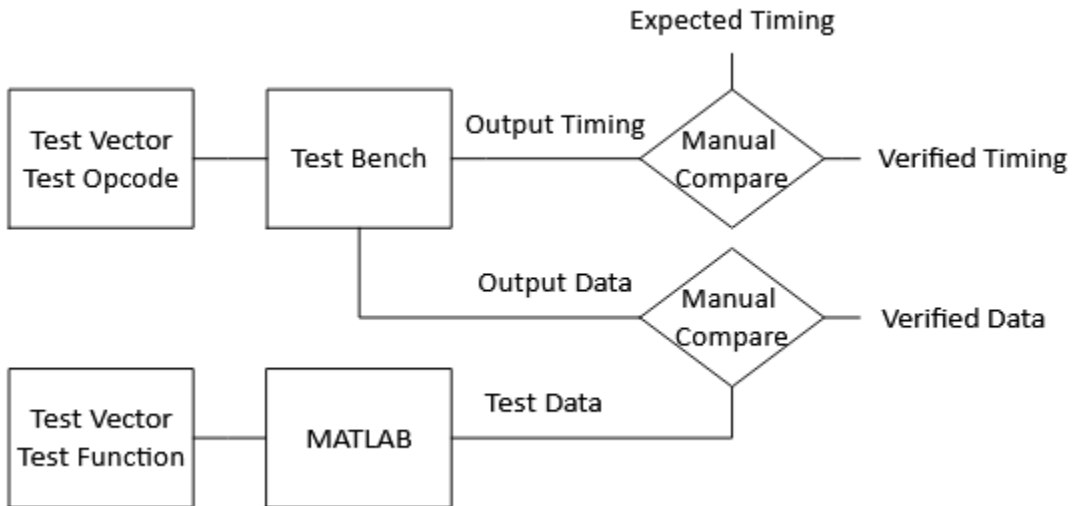 Expected Timing
Test Vector
Test Opcode
Test Bench
Output Timing
Manual
Compare
Verified Timing
Output Data
Manual
Compare
Verified Data
Test Vector
Test Function
MATLAB
Test Data